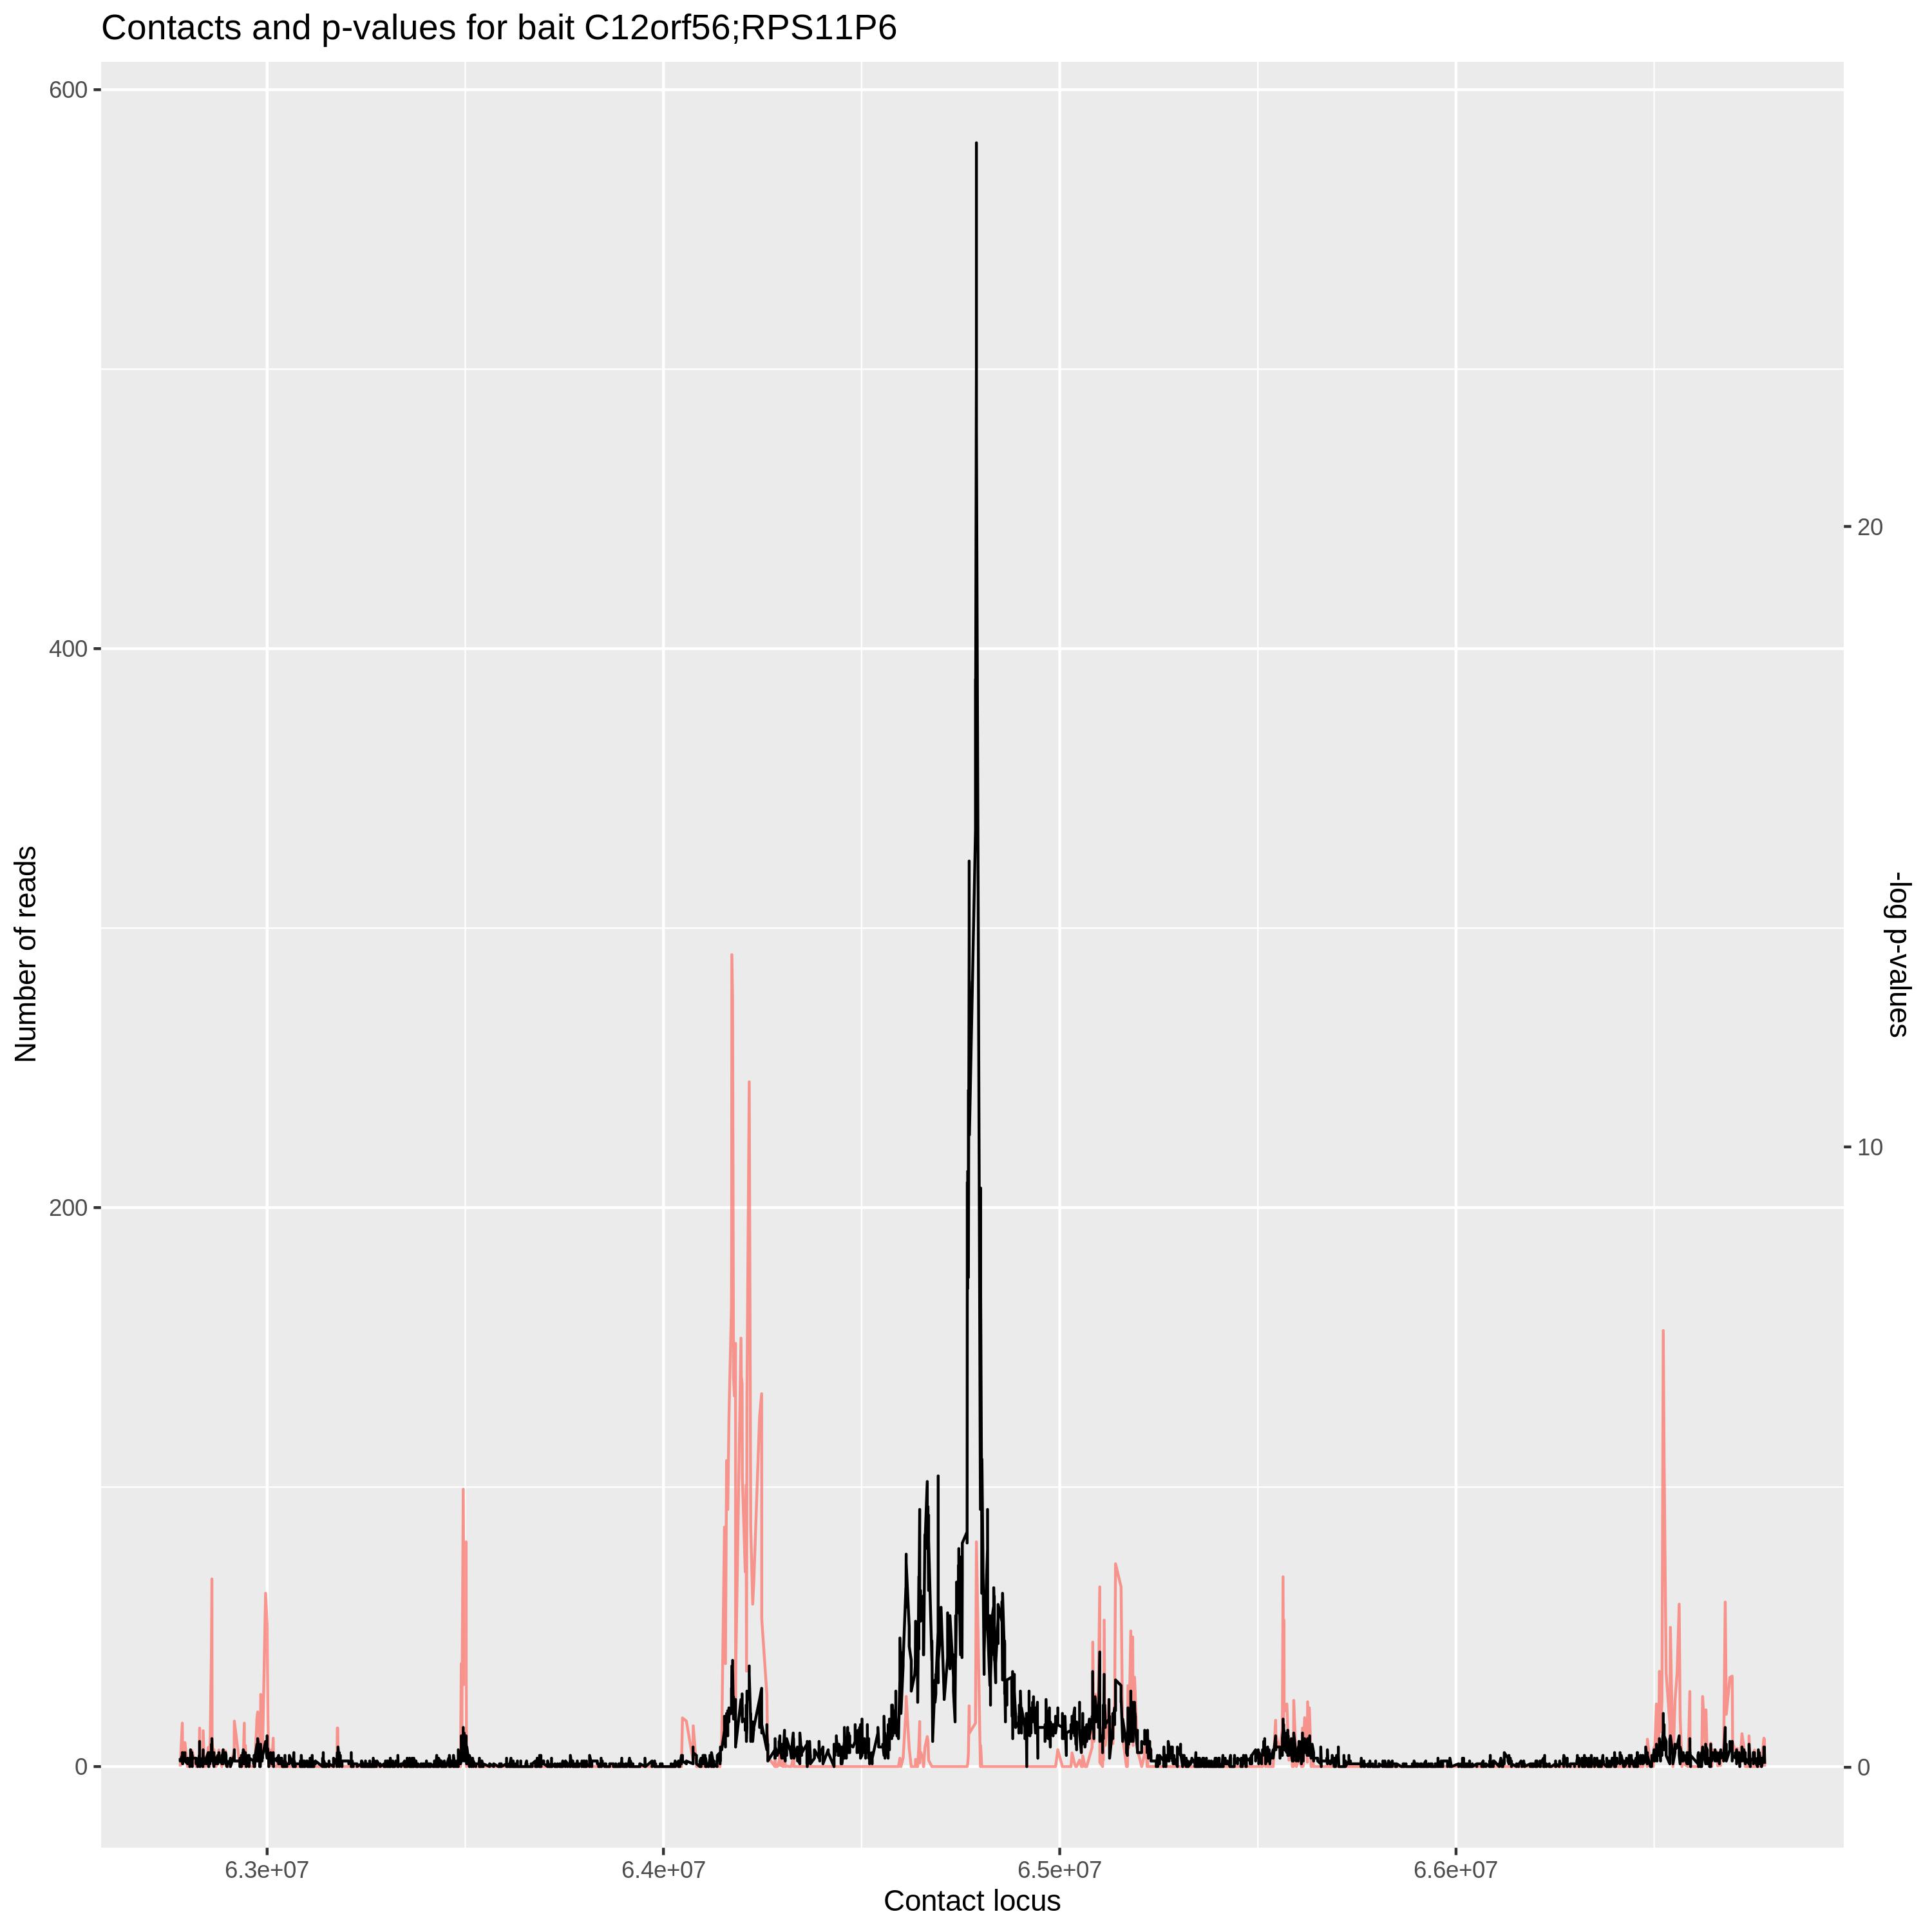 Contacts and p-values for bait C12orf56;RPS11P6
600
400
200
0
Number of reads
20
10
0
-log p-values
6.3e+07
6.4e+07
6.5e+07
6.6e+07
Contact locus